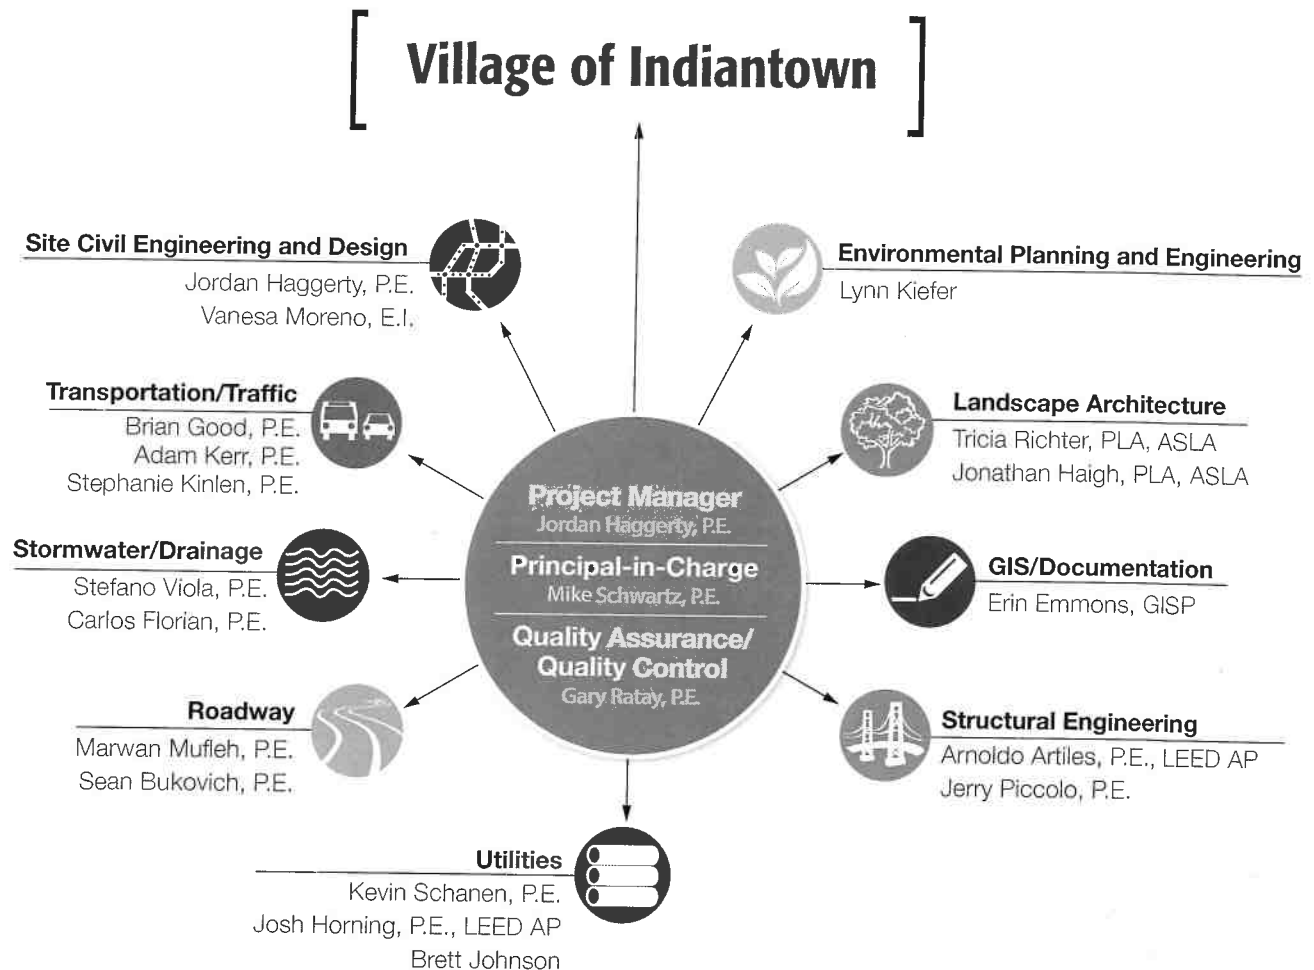 Village of Indiantown
Site Civil Engineering and Design
Jordan Haggerty, P.E.
Vanesa Moreno, E.I.
Environmental Planning and Engineering
Lynn Kiefer
Transportation/Traffic
Brian Good, P.E.
Adam Kerr, P.E.
Stephanie Kinlen, P.E.
Landscape Architecture
Tricia Richter, PLA, ASLA
Jonathan Haigh, PLA, ASLA
Project Manager
Jordan Haggerty, P.E.
Principal-in-Charge
Mike Schwartz, P.E.
Quality Assurance/
Quality Control
Gary Ratay, P.E.
Stormwater/Drainage
Stefano Viola, P.E.
Carlos Florian, P.E.
GIS/Documentation
Erin Emmons, GISP
Roadway
Marwan Mufleh, P.E.
Sean Bukovich, P.E.
Structural Engineering
Arnoldo Artiles, P.E., LEED AP
Jerry Piccolo, P.E.
Utilities
Kevin Schanen, P.E.
Josh Horning, P.E., LEED AP
Brett Johnson